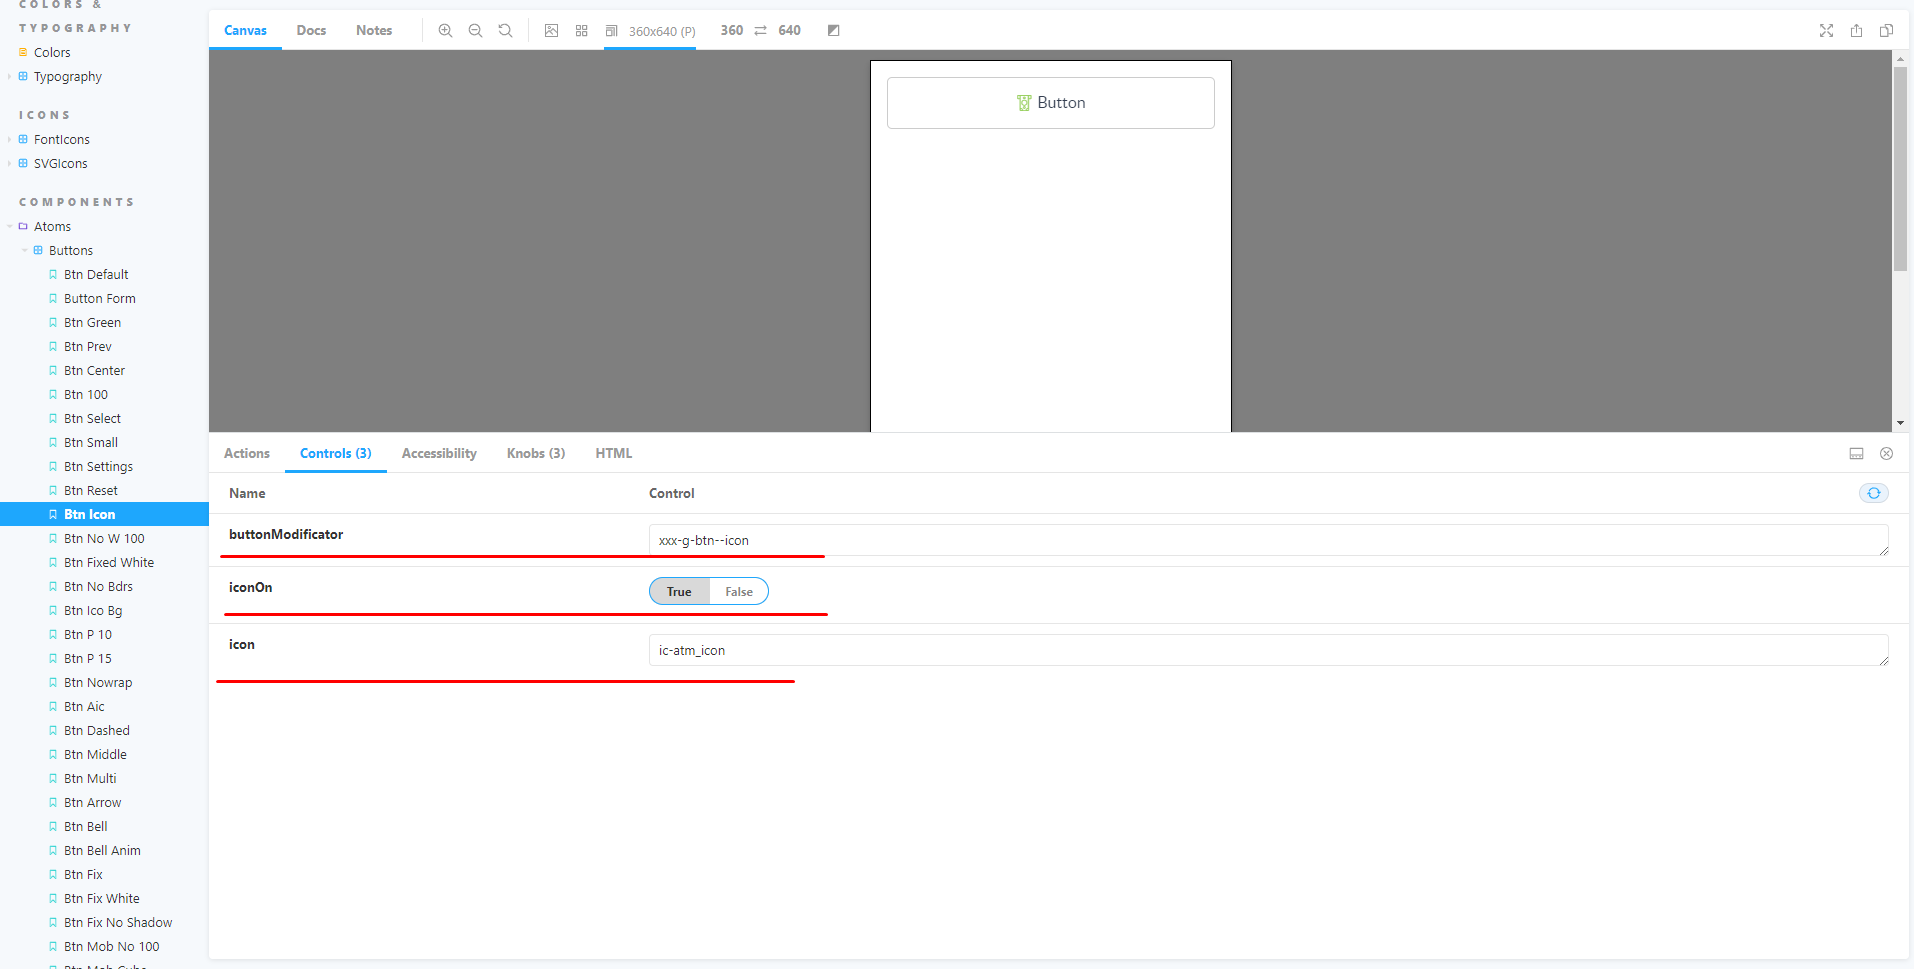 COLORS &
TYPOGRAPHY
Colors
Typography
ICONS
FontIcons
SVGIcons
COMPONENTS
Atoms
Buttons
Btn Default
Button Form
Btn Green
Btn Prev
Btn Center
Btn 100
Btn Select
Btn Small
Btn Settings
Btn Reset
Btn Icon
Btn No W 100
Btn Fixed White
Btn No Bdrs
Btn Ico Bg
Btn P 10
Btn P 15
Btn Nowrap
Btn Aic
Btn Dashed
Btn Middle
Btn Multi
Btn Arrow
Btn Bell
Btn Bell Anim
Btn Fix
Btn Fix White
Btn Fix No Shadow
Btn Mob No 100
Btn Mob Cube
Canvas Docs Notes 360x640 (P) 360 640
Button
Actions Controls (3) Accessibility Knobs (3) HTML
Name Control
buttonModificator xxx-g-btn--icon
iconOn True False
icon ic-atm_icon